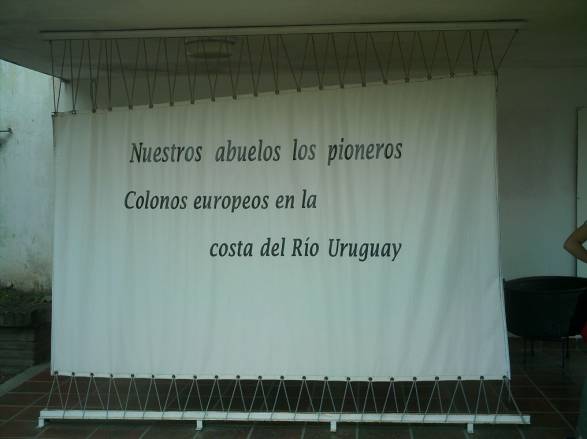 Nuestros abuelos los pioneros
Colonos europeos en la
costa del Río Uruguay